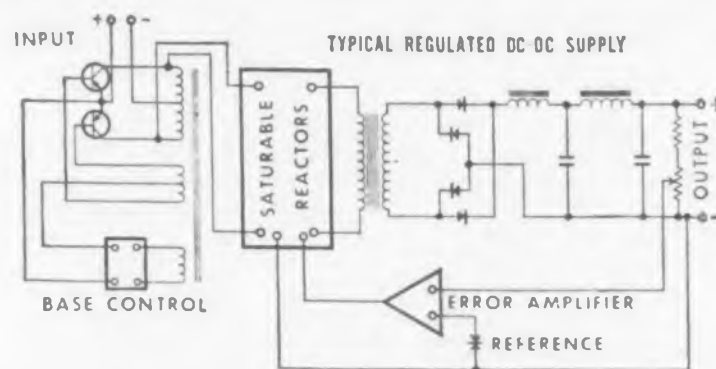 + -
INPUT
TYPICAL REGULATED DC-DC SUPPLY
SATURABLE
REACTORS
+
OUTPUT
-
BASE CONTROL
ERROR AMPLIFIER
REFERENCE